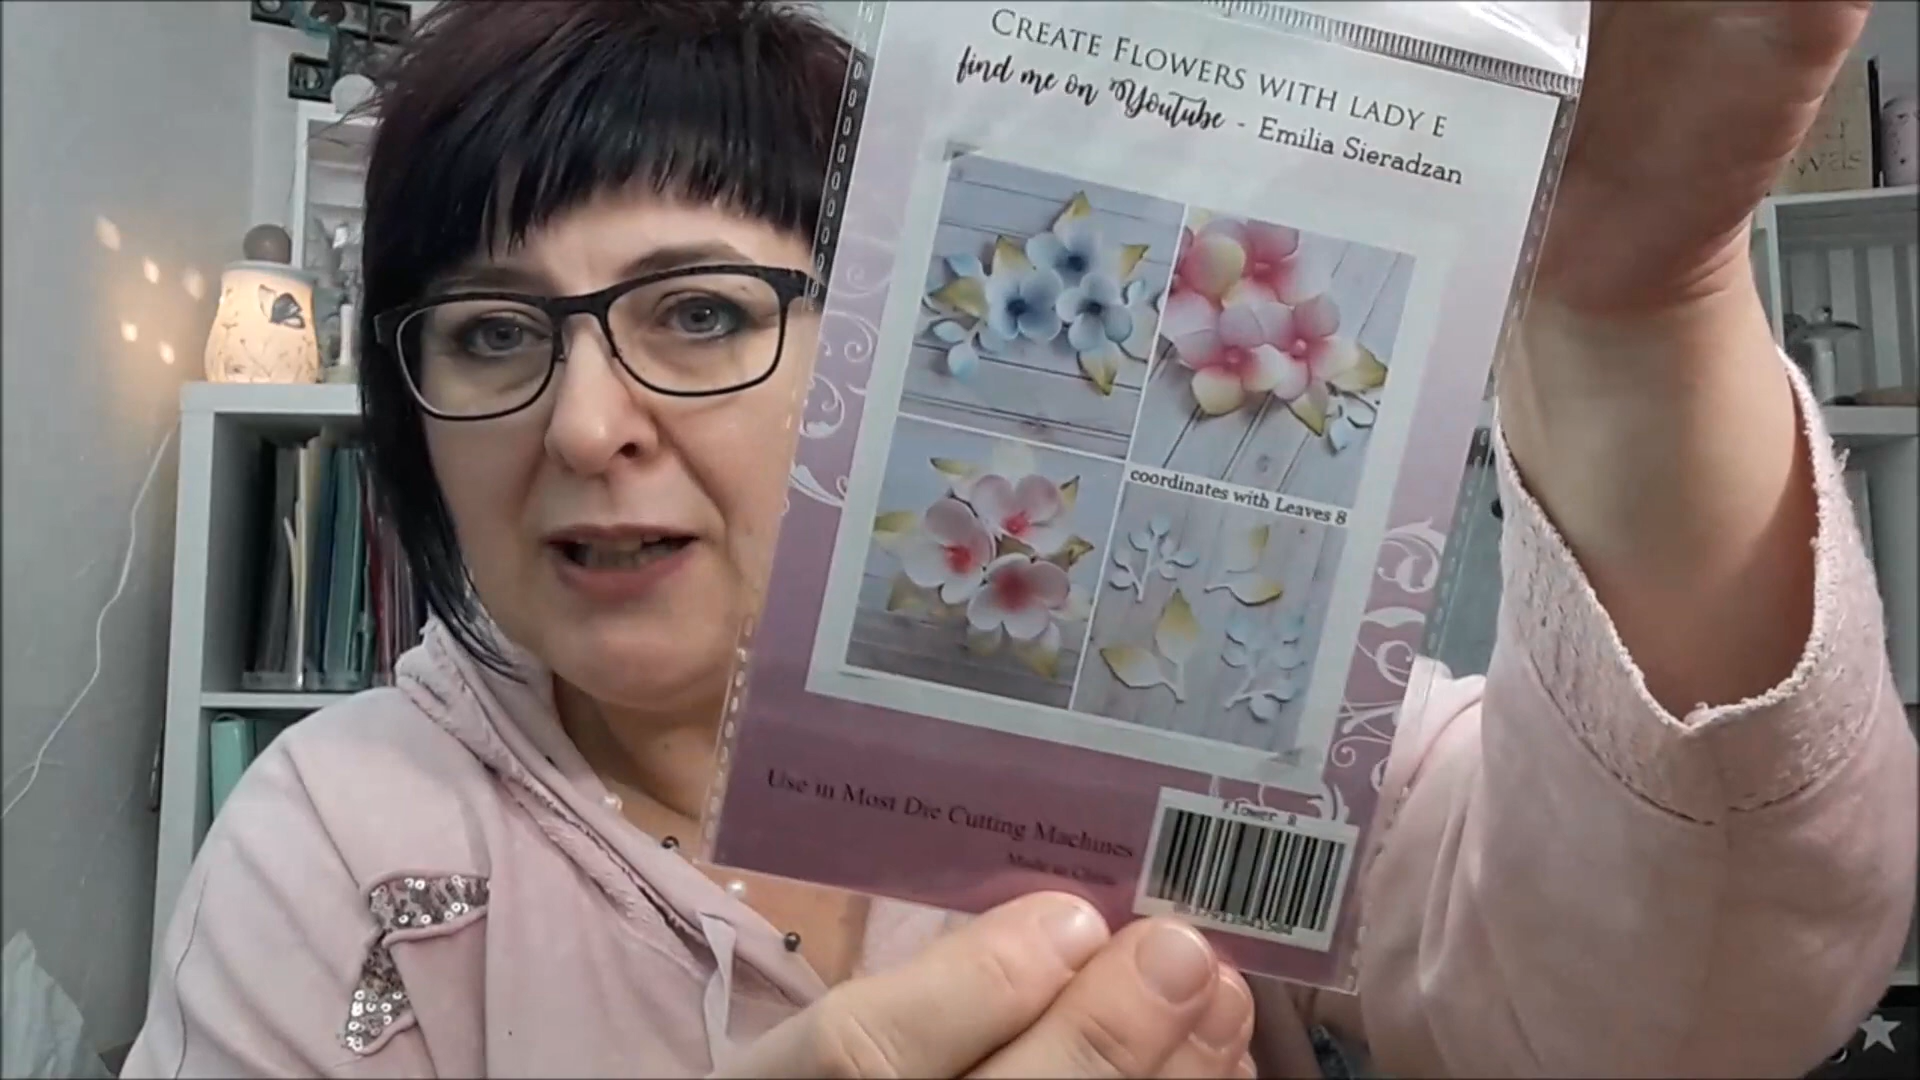 CREATE FLOWERS WITH LADY E
find me on Youtube - Emilia Sieradzan
coordinates with Leaves 8
Use in Most Die Cutting Machines
Made in China
Flower 8